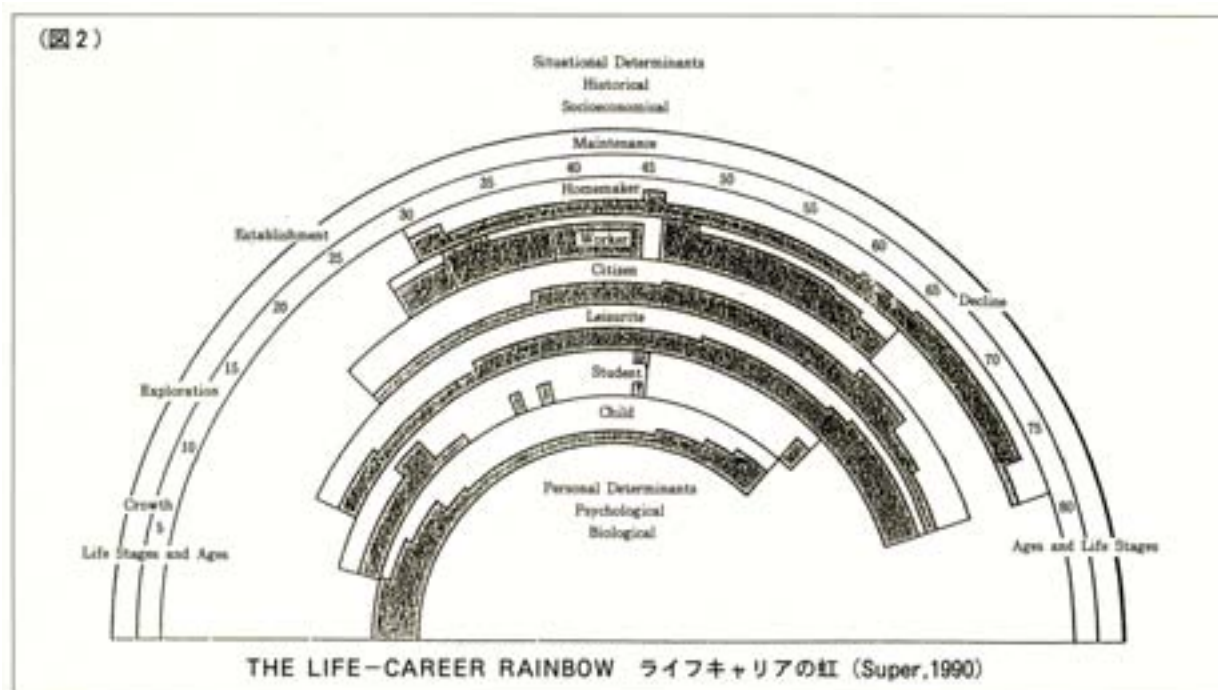 (図2)
Situational Determinants
Historical
Socioeconomical
Maintenance
35
40
45
50
Homemaker
30
55
Establishment
25
Worker
60
Citizen
20
65
Decline
Leisurite
15
70
Exploration
Student
Child
10
75
Personal Determinants
Psychological
Biological
Growth
5
80
Life Stages and Ages
Ages and Life Stages
THE LIFE-CAREER RAINBOW ライフキャリアの虹 (Super,1990)